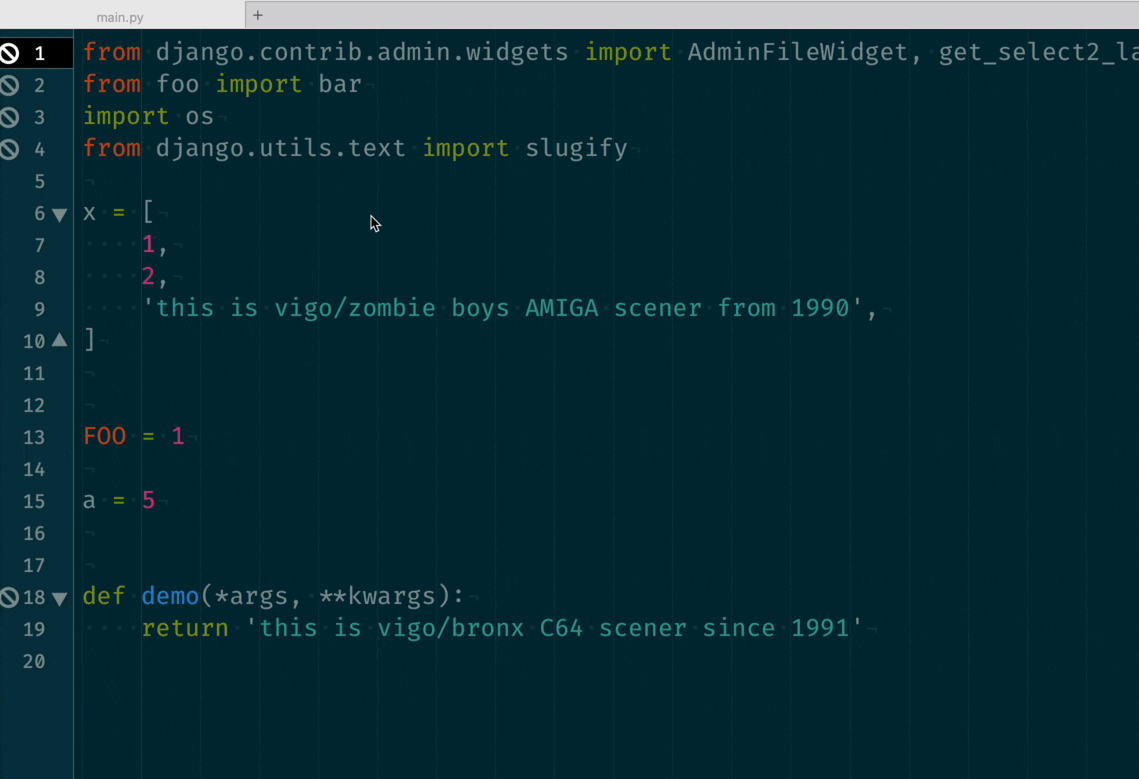 main.py
+
1 from django.contrib.admin.widgets import AdminFileWidget, get_select2_la
2 from foo import bar
3 import os
4 from django.utils.text import slugify
5
6 x = [
7     1,
8     2,
9     'this is vigo/zombie boys AMIGA scener from 1990',
10 ]
11
12
13 FOO = 1
14
15 a = 5
16
17
18 def demo(*args, **kwargs):
19     return 'this is vigo/bronx C64 scener since 1991'
20